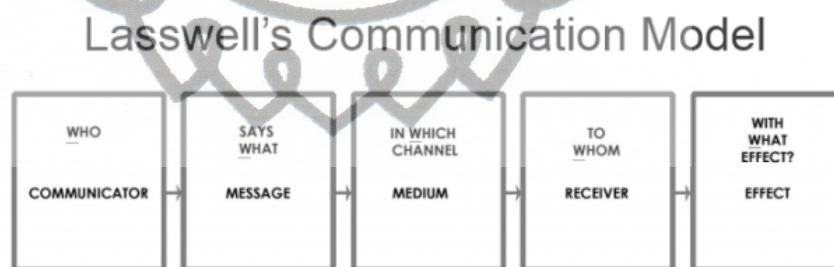 Lasswell's Communication Model
WHO
COMMUNICATOR
SAYS
WHAT
MESSAGE
IN WHICH
CHANNEL
MEDIUM
TO
WHOM
RECEIVER
WITH
WHAT
EFFECT?
EFFECT